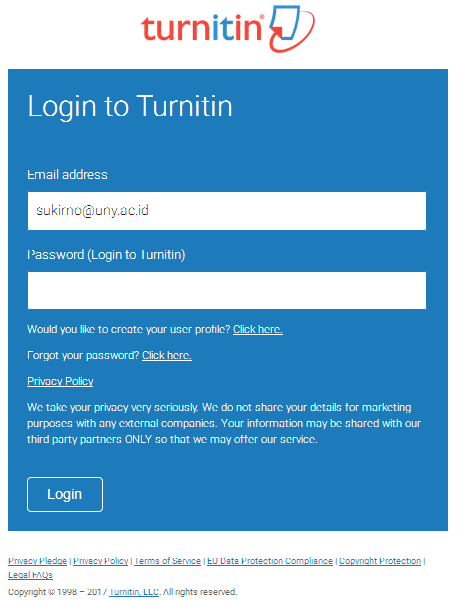 turnitin®
Login to Turnitin
Email address
sukirno@uny.ac.id
Password (Login to Turnitin)
Would you like to create your user profile? Click here.
Forgot your password? Click here.
Privacy Policy
We take your privacy very seriously. We do not share your details for marketing
purposes with any external companies. Your information may be shared with our
third party partners ONLY so that we may offer our service.
Login
Privacy Pledge | Privacy Policy | Terms of Service | EU Data Protection Compliance | Copyright Protection |
Legal FAQs
Copyright © 1998 – 2017 Turnitin, LLC. All rights reserved.